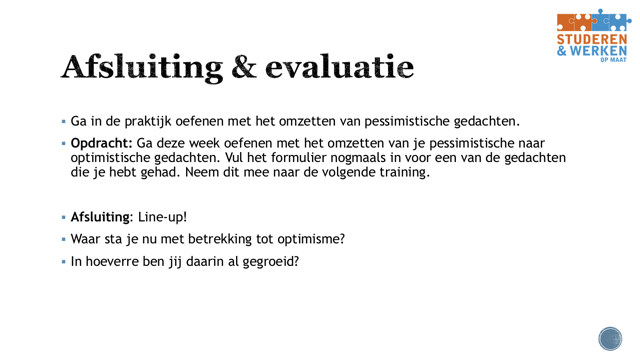 STUDEREN
& WERKEN
OP MAAT
Afsluiting & evaluatie
Ga in de praktijk oefenen met het omzetten van pessimistische gedachten.
Opdracht: Ga deze week oefenen met het omzetten van je pessimistische naar
optimistische gedachten. Vul het formulier nogmaals in voor een van de gedachten
die je hebt gehad. Neem dit mee naar de volgende training.
Afsluiting: Line-up!
Waar sta je nu met betrekking tot optimisme?
In hoeverre ben jij daarin al gegroeid?